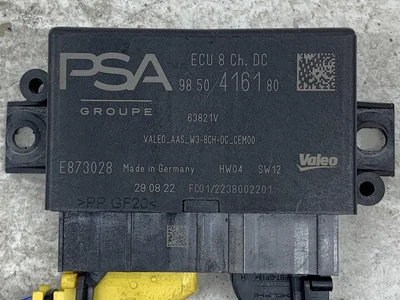 PSA
GROUPE
ECU 8 Ch. DC
98 50 4161 80
63821V
VALEO_AAS_W3-8CH-DC_CEM00
Valeo
E873028 Made in Germany HW04 SW12
29.08.22 FD01/2238002201
>PP GF20<